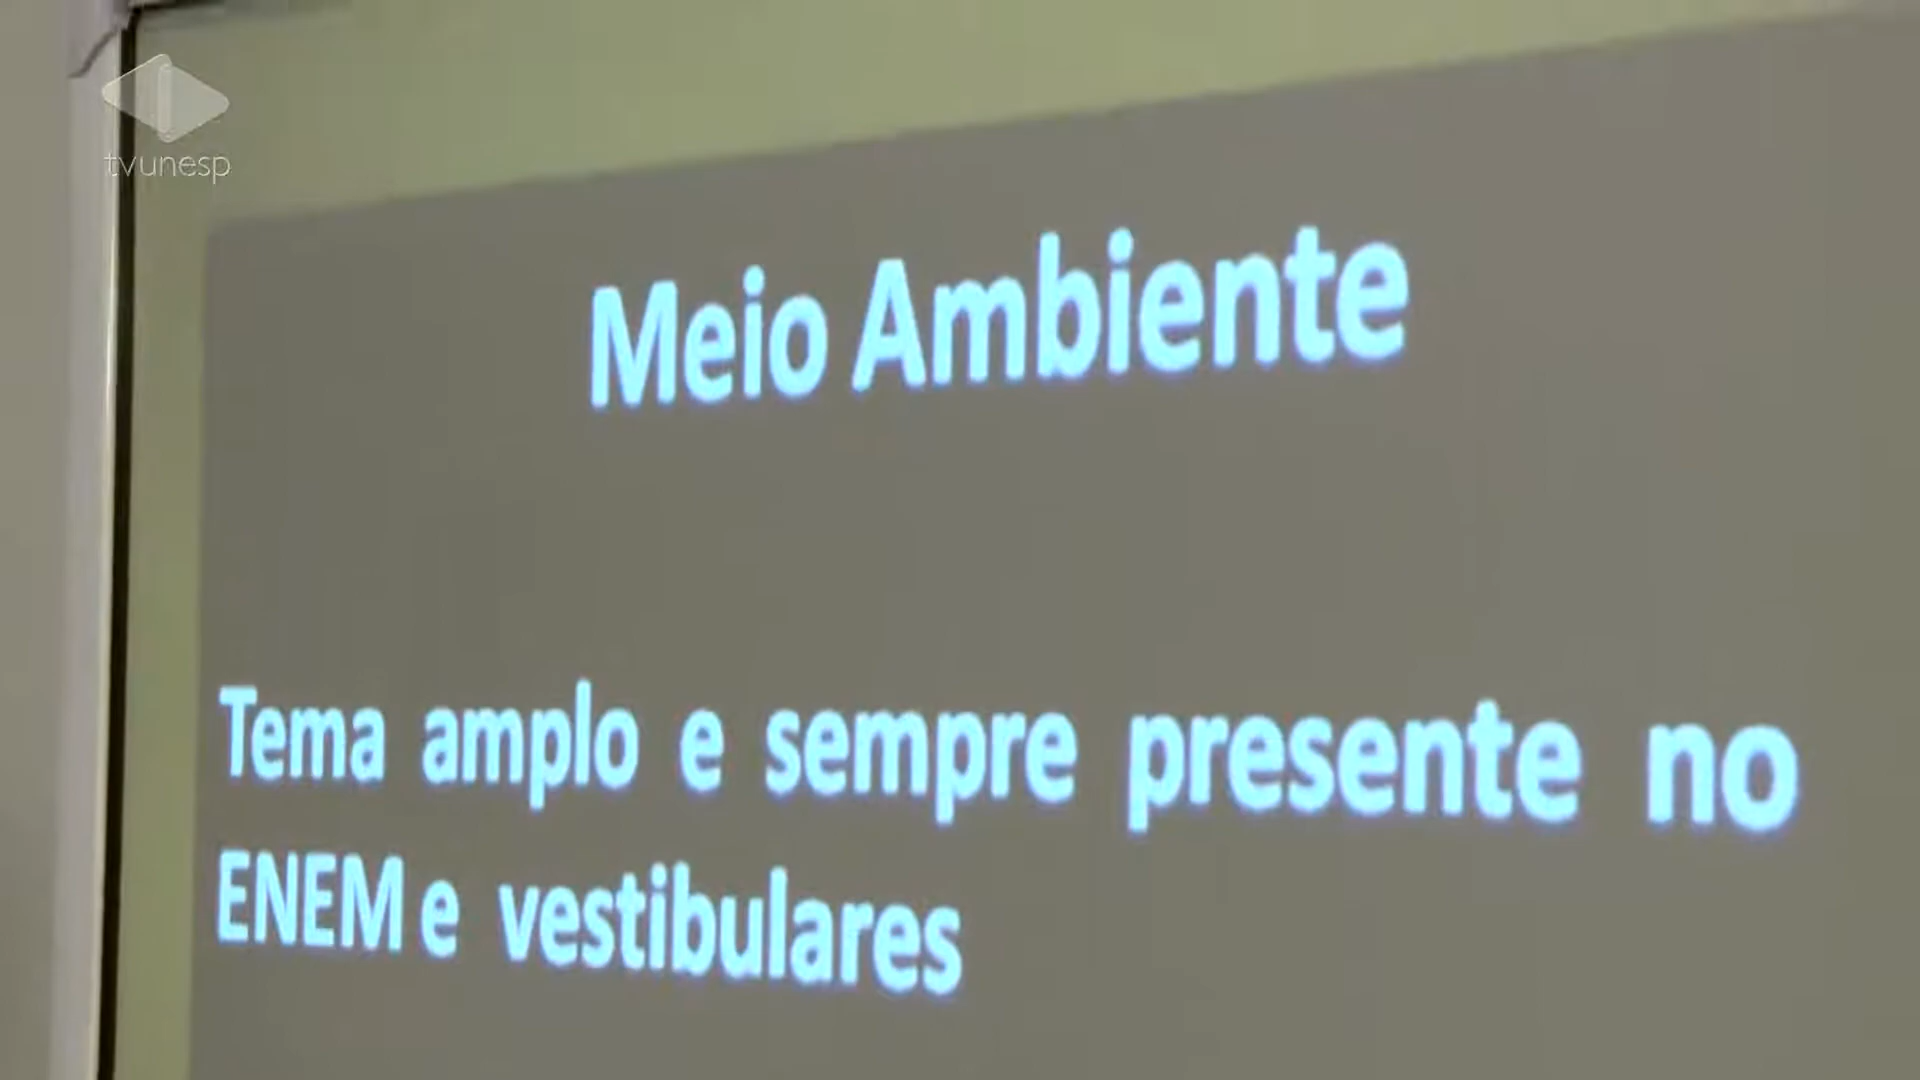 tvunesp
Meio Ambiente
Tema amplo e sempre presente no
ENEM e vestibulares